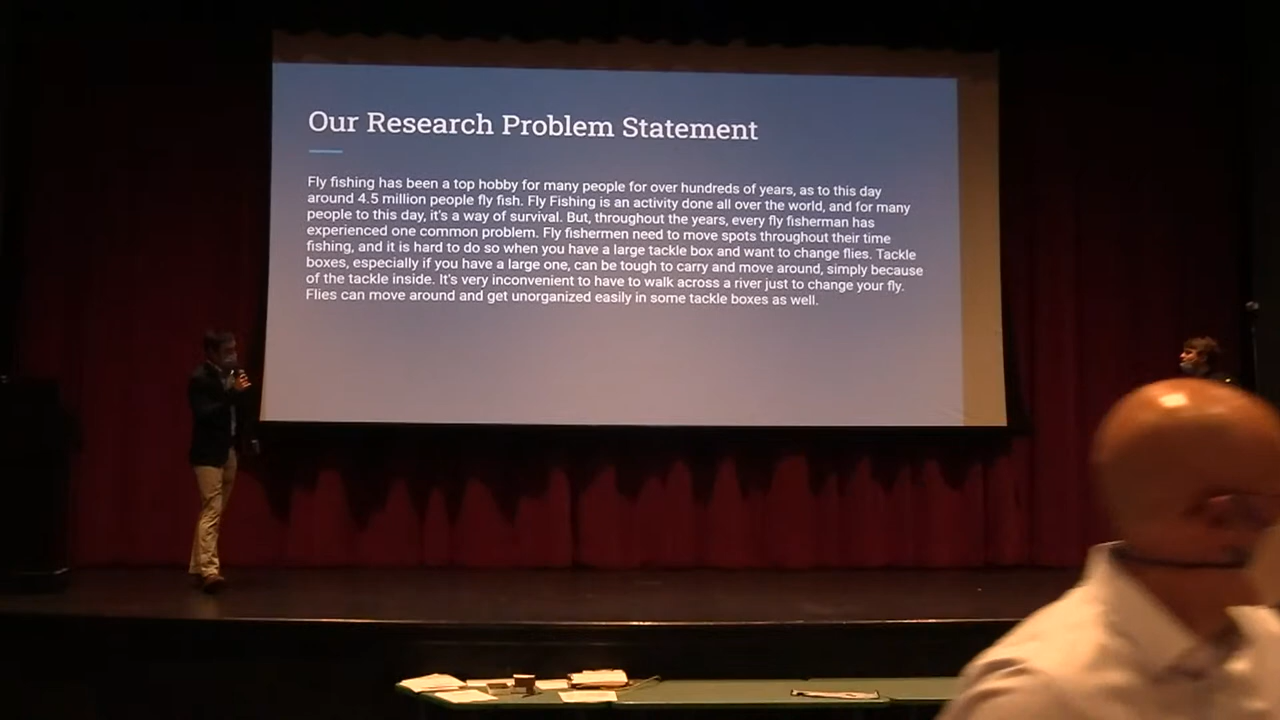 Our Research Problem Statement
Fly fishing has been a top hobby for many people for over hundreds of years, as to this day
around 4.5 million people fly fish. Fly Fishing is an activity done all over the world, and for many
people to this day, it's a way of survival. But, throughout the years, every fly fisherman has
experienced one common problem. Fly fishermen need to move spots throughout their time
fishing, and it is hard to do so when you have a large tackle box and want to change flies. Tackle
boxes, especially if you have a large one, can be tough to carry and move around, simply because
of the tackle inside. It's very inconvenient to have to walk across a river just to change your fly.
Flies can move around and get unorganized easily in some tackle boxes as well.